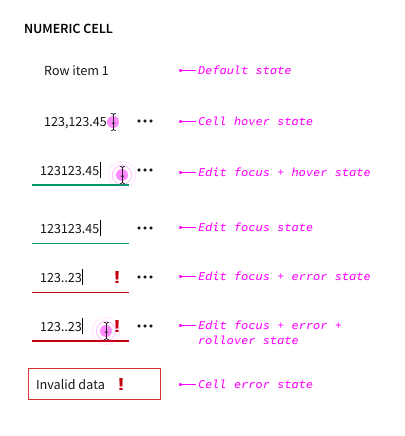 NUMERIC CELL
Row item 1
Default state
123,123.45
Cell hover state
123123.45
Edit focus + hover state
123123.45
Edit focus state
123..23 !
Edit focus + error state
123..23 !
Edit focus + error +
rollover state
Invalid data !
Cell error state